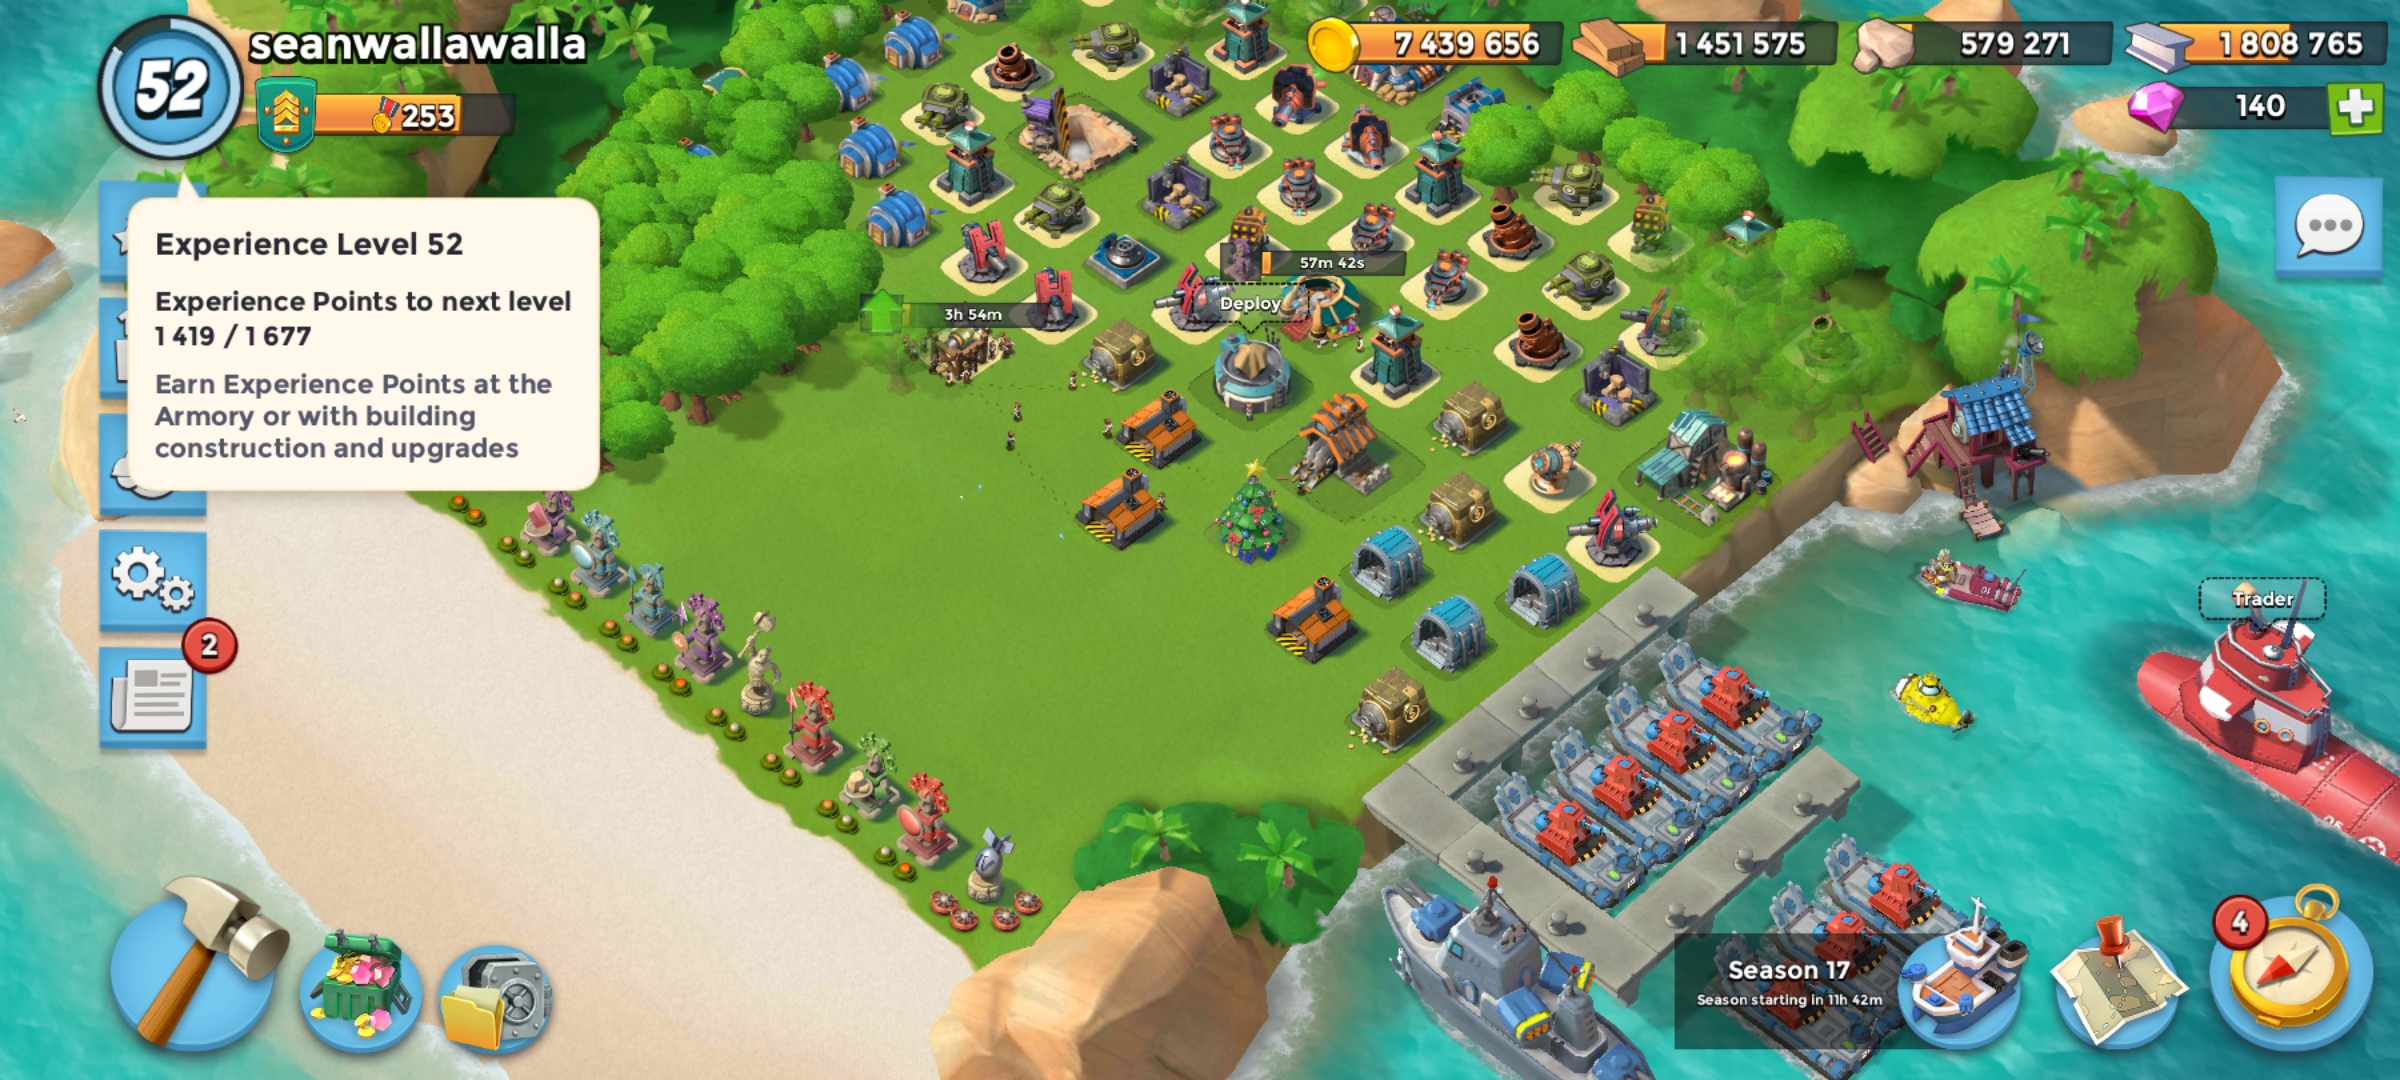 52
seanwallawalla
253
7 439 656
1 451 575
579 271
1 808 765
140
Experience Level 52
Experience Points to next level
1 419 / 1 677
Earn Experience Points at the
Armory or with building
construction and upgrades
57m 42s
3h 54m
Deploy
Trader
2
Season 17
Season starting in 11h 42m
4